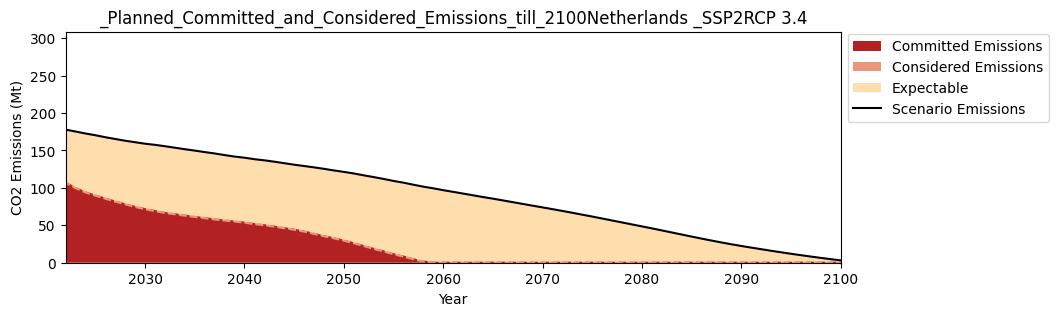 _Planned_Committed_and_Considered_Emissions_till_2100Netherlands _SSP2RCP 3.4
300
250
200
150
100
50
0
CO2 Emissions (Mt)
2030 2040 2050 2060 2070 2080 2090 2100
Year
Committed Emissions
Considered Emissions
Expectable
Scenario Emissions